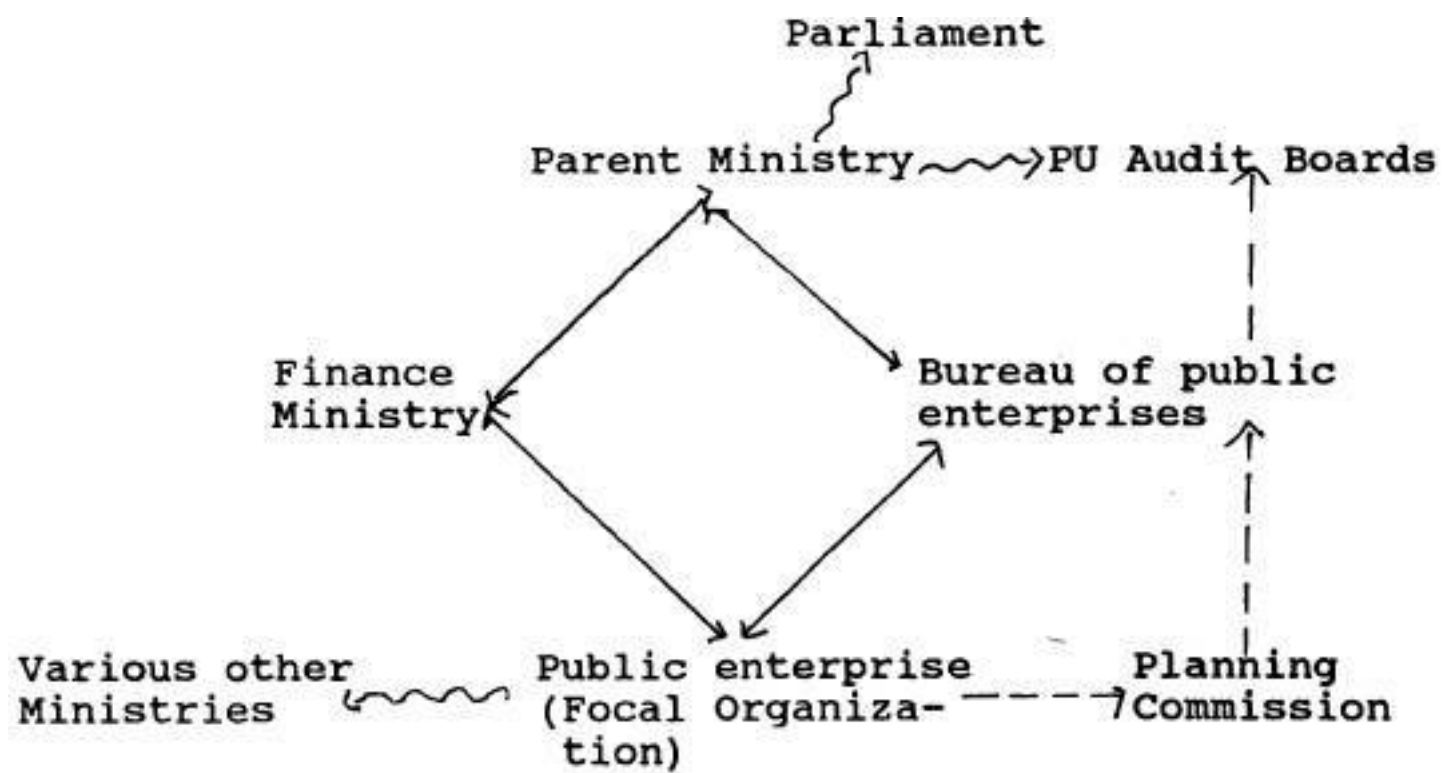 Parliament
Parent Ministry
PU Audit Boards
Finance
Ministry
Bureau of public
enterprises
Various other
Ministries
Public enterprise
(Focal Organiza-
tion)
Planning
Commission